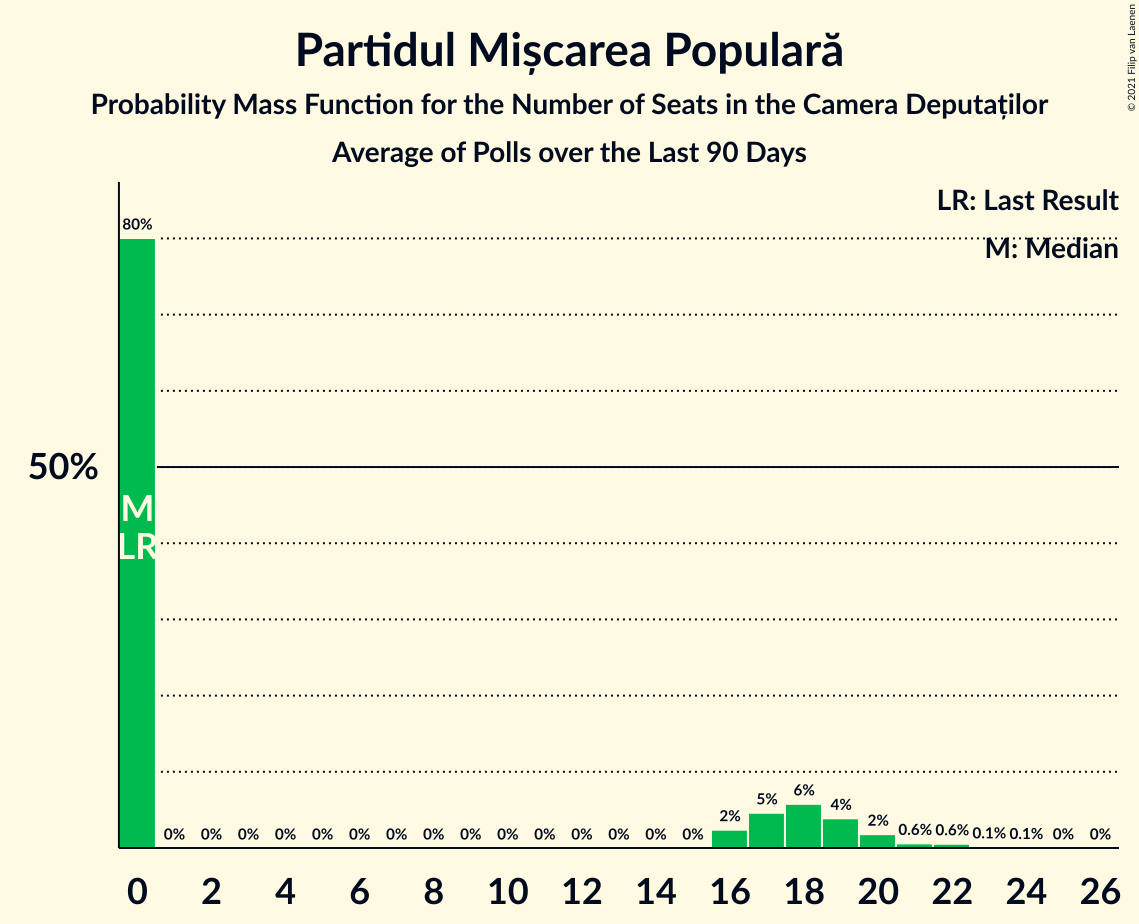 Partidul Mișcarea Populară
Probability Mass Function for the Number of Seats in the Camera Deputaților
Average of Polls over the Last 90 Days
© 2021 Filip van Laenen
LR: Last Result
M: Median
80%
50%
M
LR
0% 0% 0% 0% 0% 0% 0% 0% 0% 0% 0% 0% 0% 0% 0% 2% 5% 6% 4% 2% 0.6% 0.6% 0.1% 0.1% 0% 0%
0 2 4 6 8 10 12 14 16 18 20 22 24 26